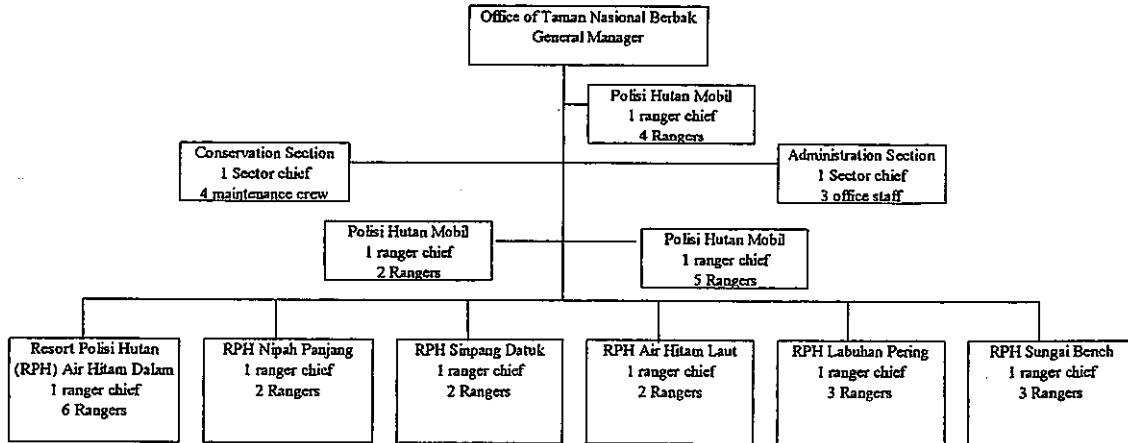 Office of Taman Nasional Berbak
General Manager
Polisi Hutan Mobil
1 ranger chief
4 Rangers
Conservation Section
1 Sector chief
4 maintenance crew
Administration Section
1 Sector chief
3 office staff
Polisi Hutan Mobil
1 ranger chief
2 Rangers
Polisi Hutan Mobil
1 ranger chief
5 Rangers
Resort Polisi Hutan
(RPH) Air Hitam Dalam
1 ranger chief
6 Rangers
RPH Nipah Panjang
1 ranger chief
2 Rangers
RPH Sinpang Datuk
1 ranger chief
2 Rangers
RPH Air Hitam Laut
1 ranger chief
2 Rangers
RPH Labuhan Pering
1 ranger chief
3 Rangers
RPH Sungai Bench
1 ranger chief
3 Rangers